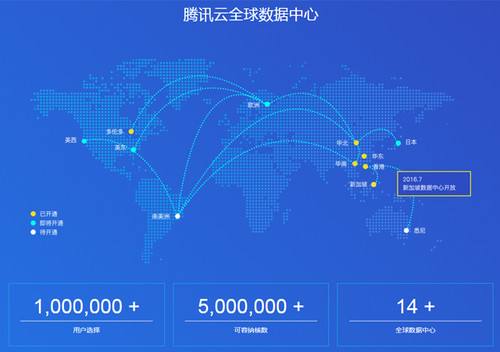 腾讯云全球数据中心
欧洲
多伦多
美西
美东
华北
日本
华东
华南
香港
2016.7
新加坡数据中心开放
新加坡
南美洲
悉尼
已开通
即将开通
待开通
1,000,000 +
5,000,000 +
14 +
用户选择
可容纳核数
全球数据中心